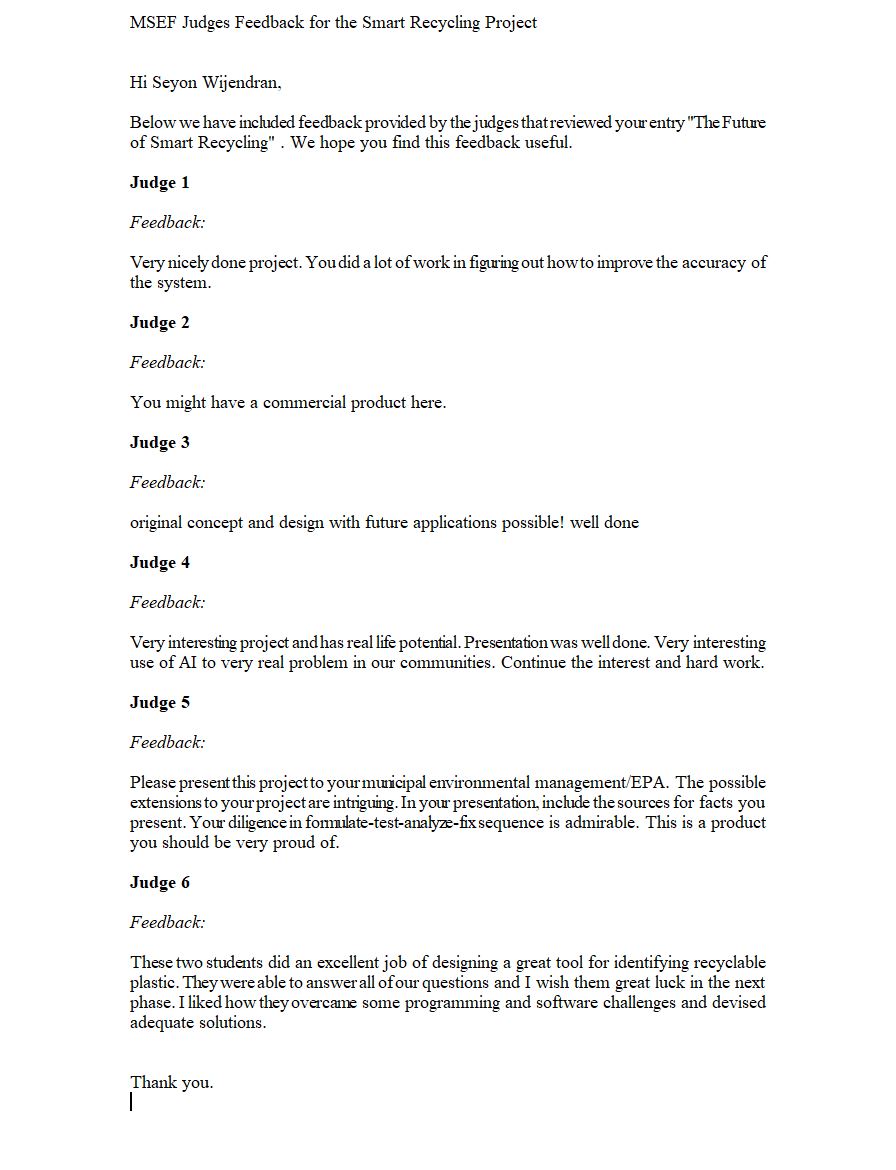 MSEF Judges Feedback for the Smart Recycling Project
Hi Seyon Wijendran,
Below we have included feedback provided by the judges that reviewed your entry "The Future
of Smart Recycling" . We hope you find this feedback useful.
Judge 1
Feedback:
Very nicely done project. You did a lot of work in figuring out how to improve the accuracy of
the system.
Judge 2
Feedback:
You might have a commercial product here.
Judge 3
Feedback:
original concept and design with future applications possible! well done
Judge 4
Feedback:
Very interesting project and has real life potential. Presentation was well done. Very interesting
use of AI to very real problem in our communities. Continue the interest and hard work.
Judge 5
Feedback:
Please present this project to your municipal environmental management/EPA. The possible
extensions to your project are intriguing. In your presentation, include the sources for facts you
present. Your diligence in formulate-test-analyze-fix sequence is admirable. This is a product
you should be very proud of.
Judge 6
Feedback:
These two students did an excellent job of designing a great tool for identifying recyclable
plastic. They were able to answer all of our questions and I wish them great luck in the next
phase. I liked how they overcame some programming and software challenges and devised
adequate solutions.
Thank you.